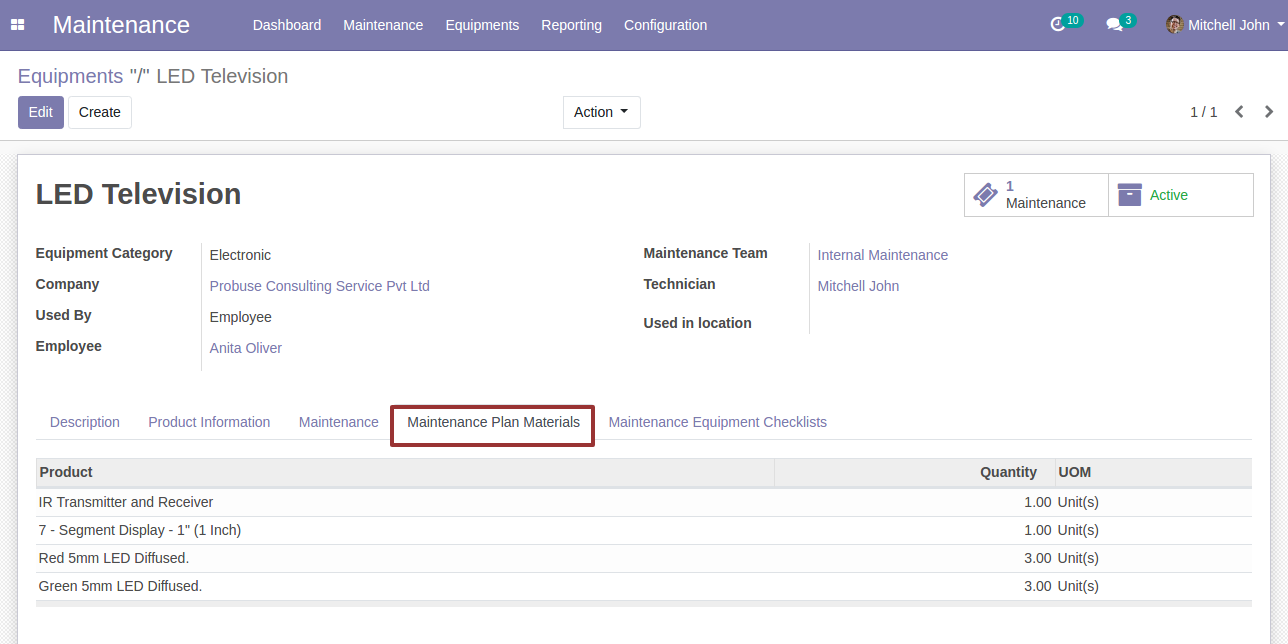 Maintenance Dashboard Maintenance Equipments Reporting Configuration 10 3 Mitchell John
Equipments "/" LED Television
Edit Create Action 1 / 1
LED Television
1
Maintenance
Active
Equipment Category Electronic
Company Probuse Consulting Service Pvt Ltd
Used By Employee
Employee Anita Oliver
Maintenance Team Internal Maintenance
Technician Mitchell John
Used in location
Description Product Information Maintenance Maintenance Plan Materials Maintenance Equipment Checklists
Product Quantity UOM
IR Transmitter and Receiver 1.00 Unit(s)
7 - Segment Display - 1" (1 Inch) 1.00 Unit(s)
Red 5mm LED Diffused. 3.00 Unit(s)
Green 5mm LED Diffused. 3.00 Unit(s)